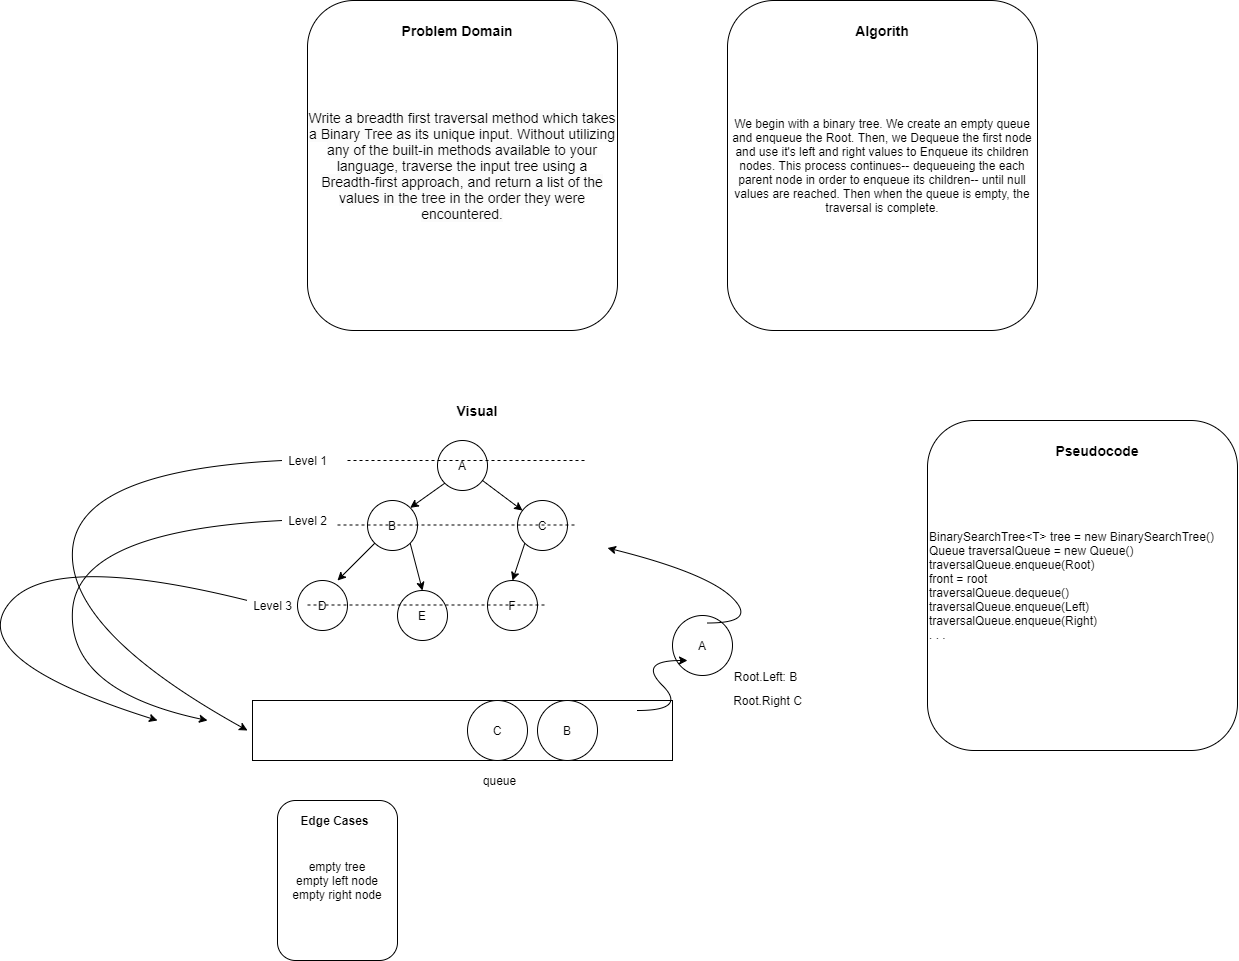 Problem Domain
Write a breadth first traversal method which takes
a Binary Tree as its unique input. Without utilizing
any of the built-in methods available to your
language, traverse the input tree using a
Breadth-first approach, and return a list of the
values in the tree in the order they were
encountered.
Algorith
We begin with a binary tree. We create an empty queue
and enqueue the Root. Then, we Dequeue the first node
and use it's left and right values to Enqueue its children
nodes. This process continues-- dequeueing the each
parent node in order to enqueue its children-- until null
values are reached. Then when the queue is empty, the
traversal is complete.
Visual
Level 1
A
Level 2
B
C
Level 3
D
E
F
A
Root.Left: B
Root.Right C
C
B
queue
Pseudocode
BinarySearchTree<T> tree = new BinarySearchTree()
Queue traversalQueue = new Queue()
traversalQueue.enqueue(Root)
front = root
traversalQueue.dequeue()
traversalQueue.enqueue(Left)
traversalQueue.enqueue(Right)
. . .
Edge Cases
empty tree
empty left node
empty right node